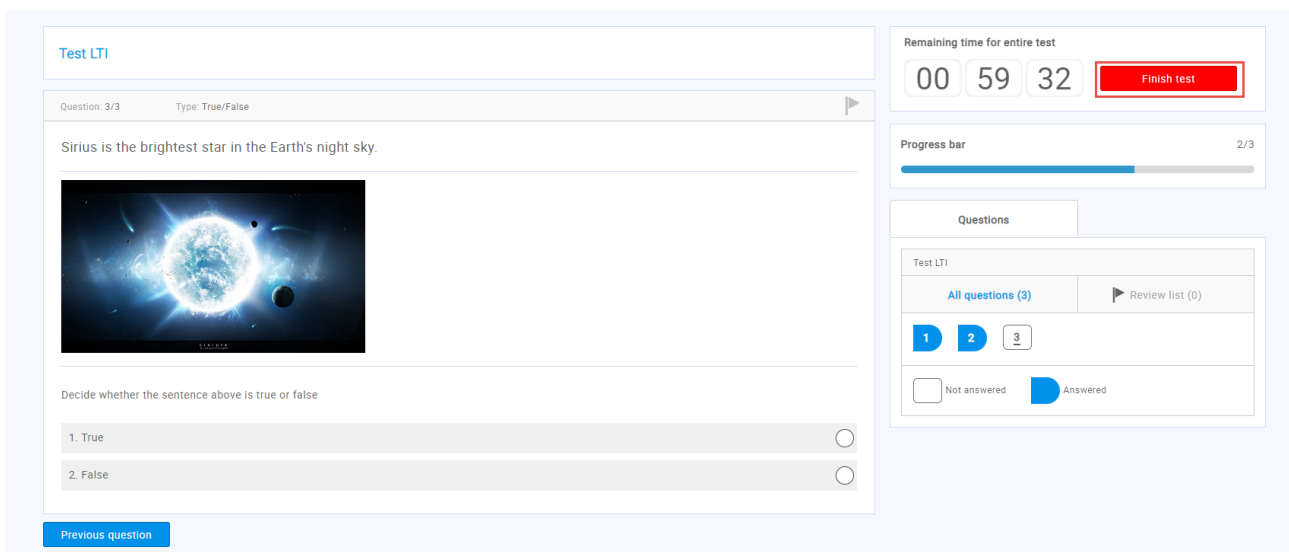 Test LTI
Question: 3/3 Type: True/False
Sirius is the brightest star in the Earth's night sky.
Decide whether the sentence above is true or false
1. True
2. False
Previous question
Remaining time for entire test
00 59 32 Finish test
Progress bar 2/3
Questions
Test LTI
All questions (3) Review list (0)
1 2 3
Not answered Answered